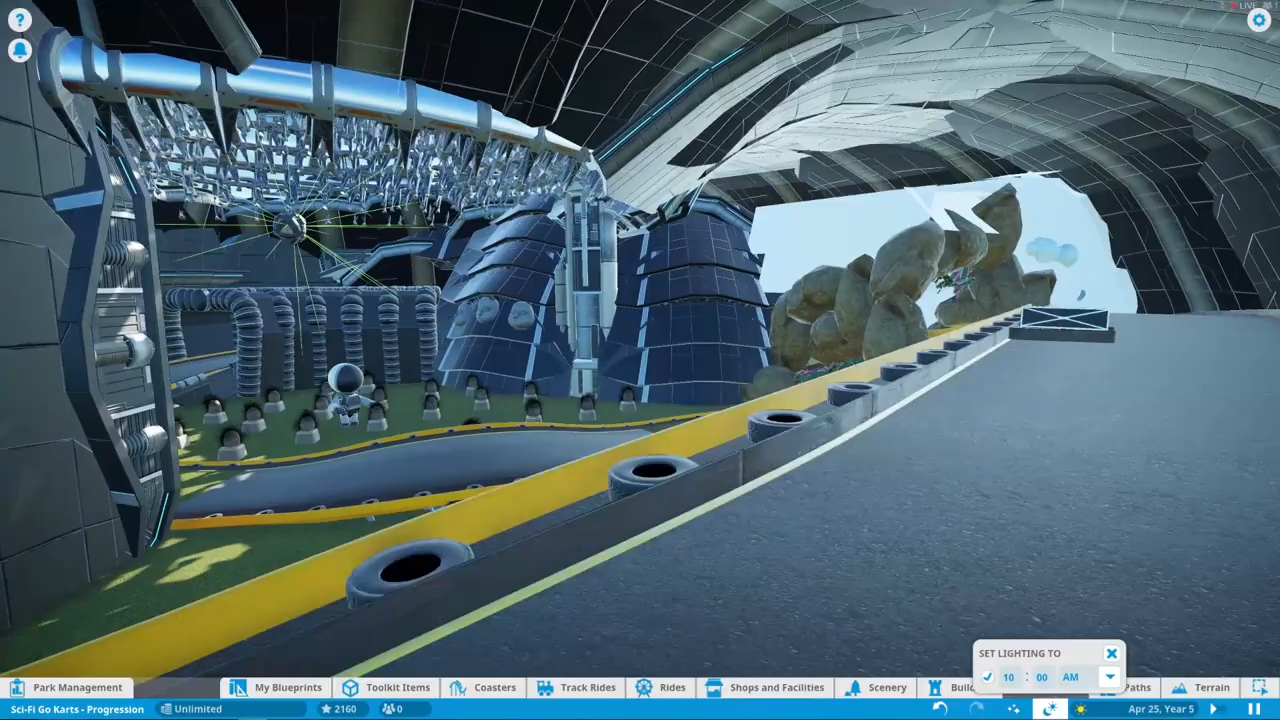 ?
LIVE
SET LIGHTING TO
10 : 00 AM
Park Management
My Blueprints
Toolkit Items
Coasters
Track Rides
Rides
Shops and Facilities
Scenery
Paths
Terrain
Sci-Fi Go Karts - Progression
Unlimited
2160
0
Apr 25, Year 5